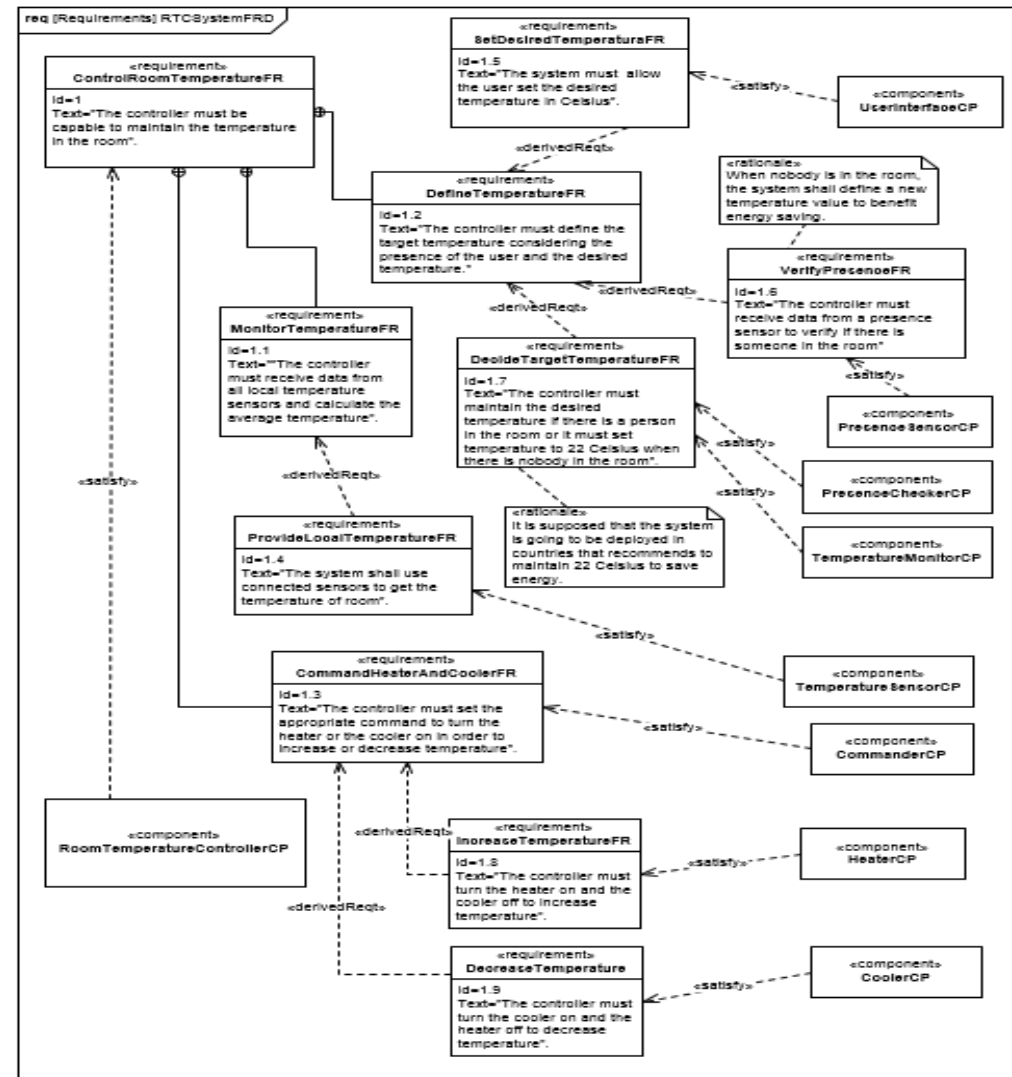 req [Requirements] RTCSystemFRD
«requirement»
SetDesiredTemperaturaFR
Id=1.5
Text="The system must allow
the user set the desired
temperature in Celsius".
«satisfy»
«component»
UserInterfaceCP
«requirement»
ControlRoomTemperatureFR
Id=1
Text="The controller must be
capable to maintain the temperature
in the room".
«derivedReqt»
«requirement»
DefineTemperatureFR
Id=1.2
Text="The controller must define the
target temperature considering the
presence of the user and the desired
temperature."
«rationale»
When nobody is in the room,
the system shall define a new
temperature value to benefit
energy saving.
«requirement»
VerifyPresenceFR
Id=1.6
Text="The controller must
receive data from a presence
sensor to verify if there is
someone in the room"
«derivedReqt»
«derivedReqt»
«requirement»
MonitorTemperatureFR
Id=1.1
Text=""The controller
must receive data from
all local temperature
sensors and calculate the
average temperature".
«requirement»
DecideTargetTemperatureFR
Id=1.7
Text="The controller must
maintain the desired
temperature if there is a person
in the room or it must set
temperature to 22 Celsius when
there is nobody in the room".
«satisfy»
«component»
PresenceSensorCP
«satisfy»
«component»
PresenceCheckerCP
«satisfy»
«component»
TemperatureMonitorCP
«satisfy»
«derivedReqt»
«rationale»
It is supposed that the system
is going to be deployed in
countries that recommends to
maintain 22 Celsius to save
energy.
«requirement»
ProvideLocalTemperatureFR
Id=1.4
Text="The system shall use
connected sensors to get the
temperature of room".
«satisfy»
«component»
TemperatureSensorCP
«requirement»
CommandHeaterAndCoolerFR
Id=1.3
Text="The controller must set the
appropriate command to turn the
heater or the cooler on in order to
increase or decrease temperature".
«satisfy»
«component»
CommanderCP
«component»
RoomTemperatureControllerCP
«derivedReqt»
«requirement»
IncreaseTemperatureFR
Id=1.8
Text="The controller must
turn the heater on and the
cooler off to increase
temperature".
«satisfy»
«component»
HeaterCP
«derivedReqt»
«requirement»
DecreaseTemperature
Id=1.9
Text="The controller must
turn the cooler on and the
heater off to decrease
temperature".
«satisfy»
«component»
CoolerCP